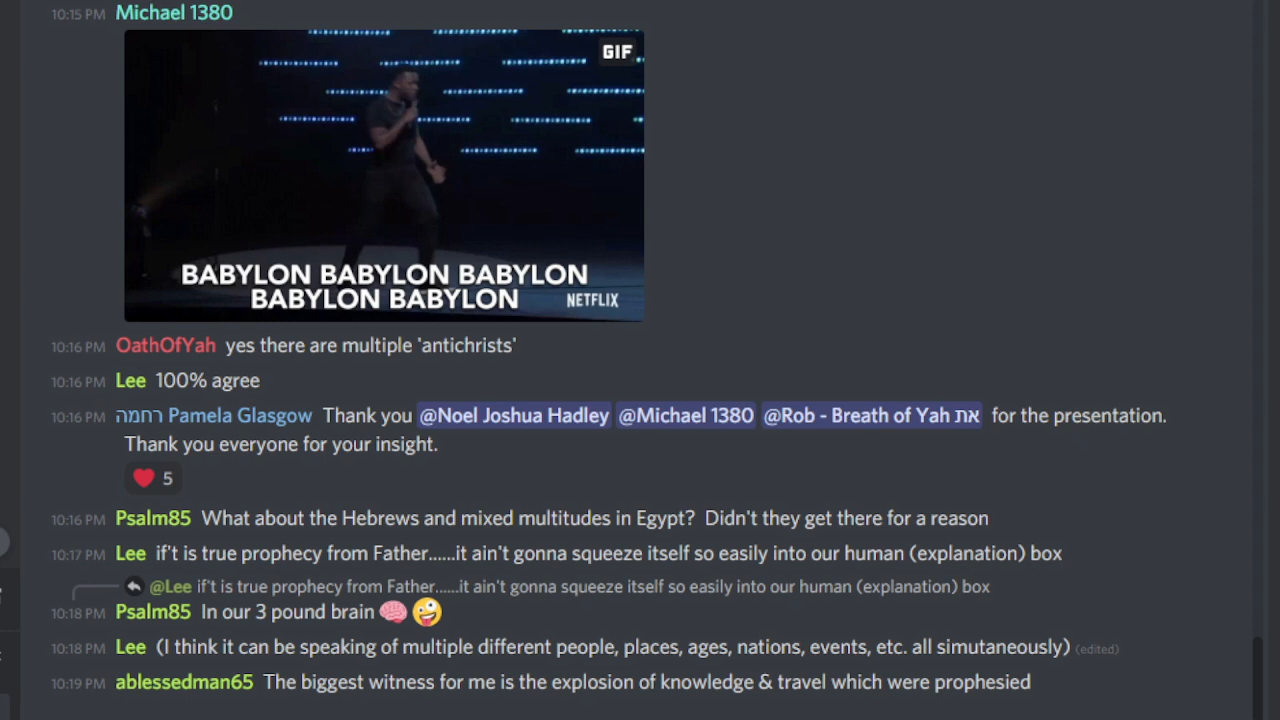 10:15 PM Michael 1380
GIF
BABYLON BABYLON BABYLON
BABYLON BABYLON
NETFLIX
10:16 PM OathOfYah yes there are multiple 'antichrists'
10:16 PM Lee 100% agree
10:16 PM רחמה Pamela Glasgow Thank you @Noel Joshua Hadley @Michael 1380 @Rob - Breath of Yah את for the presentation.
Thank you everyone for your insight.
❤️ 5
10:16 PM Psalm85 What about the Hebrews and mixed multitudes in Egypt? Didn't they get there for a reason
10:17 PM Lee if't is true prophecy from Father......it ain't gonna squeeze itself so easily into our human (explanation) box
@Lee if't is true prophecy from Father......it ain't gonna squeeze itself so easily into our human (explanation) box
10:18 PM Psalm85 In our 3 pound brain 🧠 🤪
10:18 PM Lee (I think it can be speaking of multiple different people, places, ages, nations, events, etc. all simutaneously) (edited)
10:19 PM ablessedman65 The biggest witness for me is the explosion of knowledge & travel which were prophesied